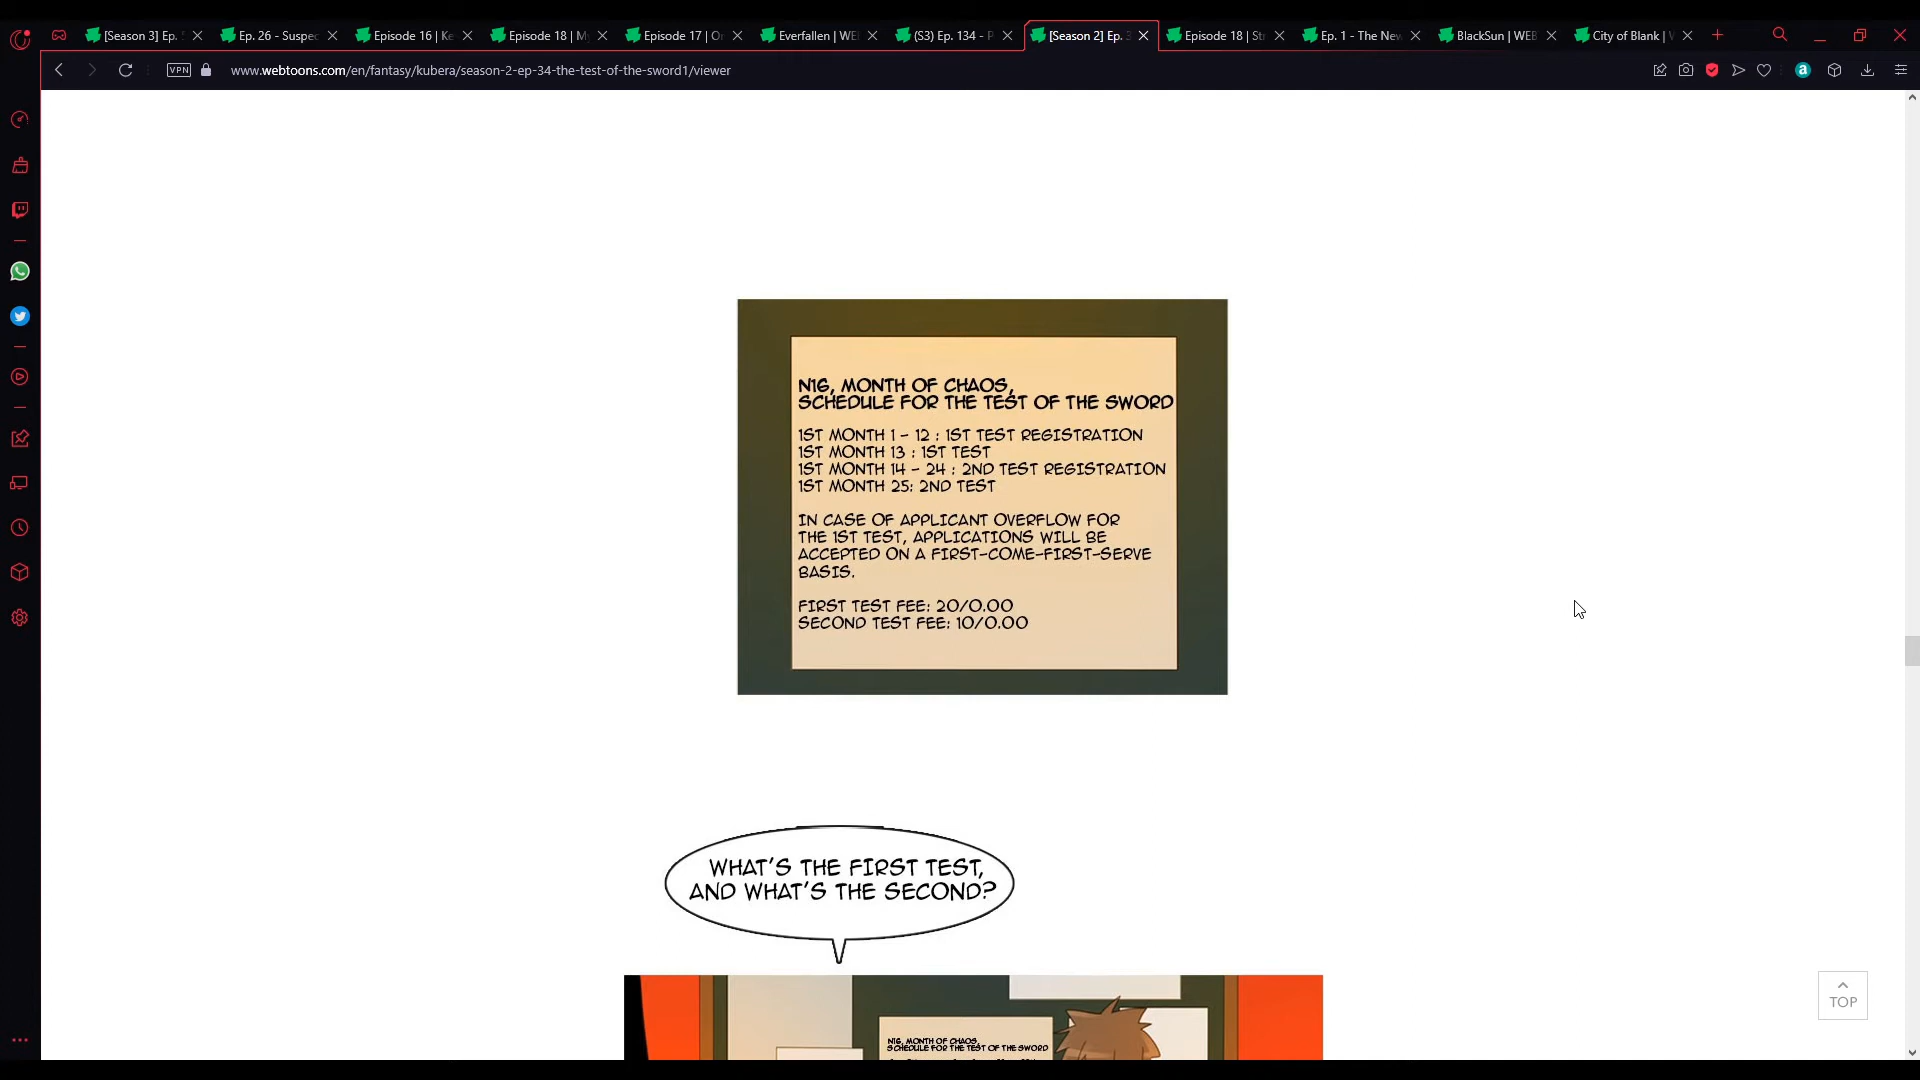 [Season 3] Ep.
Ep. 26 - Suspec
Episode 16 | Ke
Episode 18 | My
Episode 17 | Or
Everfallen | WE
(S3) Ep. 134 - P
[Season 2] Ep. 3
Episode 18 | Str
Ep. 1 - The New
BlackSun | WEB
City of Blank | W
VPN
www.webtoons.com/en/fantasy/kubera/season-2-ep-34-the-test-of-the-sword1/viewer
a
N16, MONTH OF CHAOS,
SCHEDULE FOR THE TEST OF THE SWORD
1ST MONTH 1 - 12 : 1ST TEST REGISTRATION
1ST MONTH 13 : 1ST TEST
1ST MONTH 14 - 24 : 2ND TEST REGISTRATION
1ST MONTH 25: 2ND TEST
IN CASE OF APPLICANT OVERFLOW FOR
THE 1ST TEST, APPLICATIONS WILL BE
ACCEPTED ON A FIRST-COME-FIRST-SERVE
BASIS.
FIRST TEST FEE: 20/0.00
SECOND TEST FEE: 10/0.00
WHAT'S THE FIRST TEST,
AND WHAT'S THE SECOND?
N16, MONTH OF CHAOS,
SCHEDULE FOR THE TEST OF THE SWORD
TOP